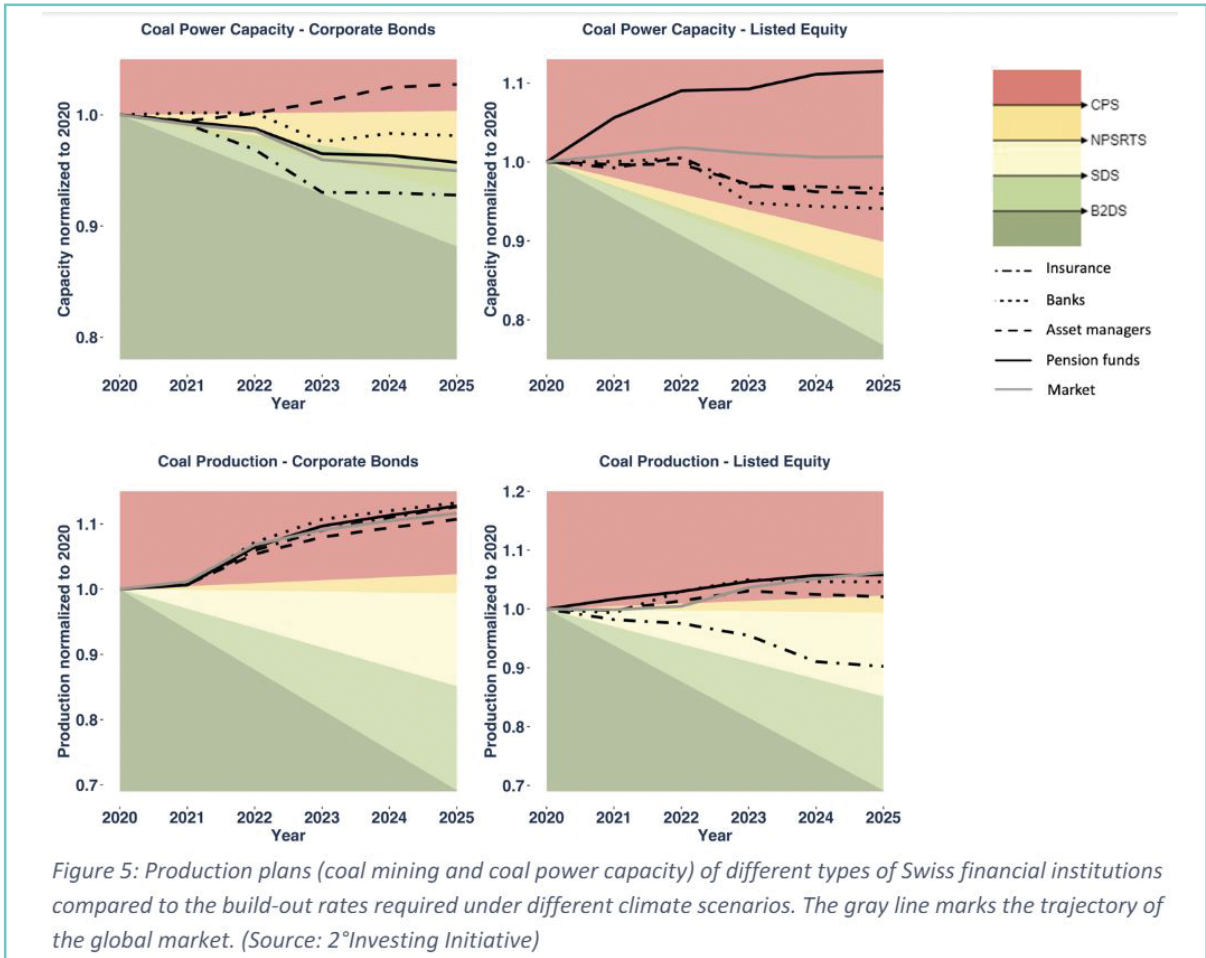 Coal Power Capacity - Corporate Bonds
Capacity normalized to 2020
1.0
0.9
0.8
2020 2021 2022 2023 2024 2025
Year
Coal Power Capacity - Listed Equity
Capacity normalized to 2020
1.1
1.0
0.9
0.8
2020 2021 2022 2023 2024 2025
Year
CPS
NPSRTS
SDS
B2DS
Insurance
Banks
Asset managers
Pension funds
Market
Coal Production - Corporate Bonds
Production normalized to 2020
1.1
1.0
0.9
0.8
0.7
2020 2021 2022 2023 2024 2025
Year
Coal Production - Listed Equity
Production normalized to 2020
1.2
1.1
1.0
0.9
0.8
0.7
2020 2021 2022 2023 2024 2025
Year
Figure 5: Production plans (coal mining and coal power capacity) of different types of Swiss financial institutions
compared to the build-out rates required under different climate scenarios. The gray line marks the trajectory of
the global market. (Source: 2°Investing Initiative)